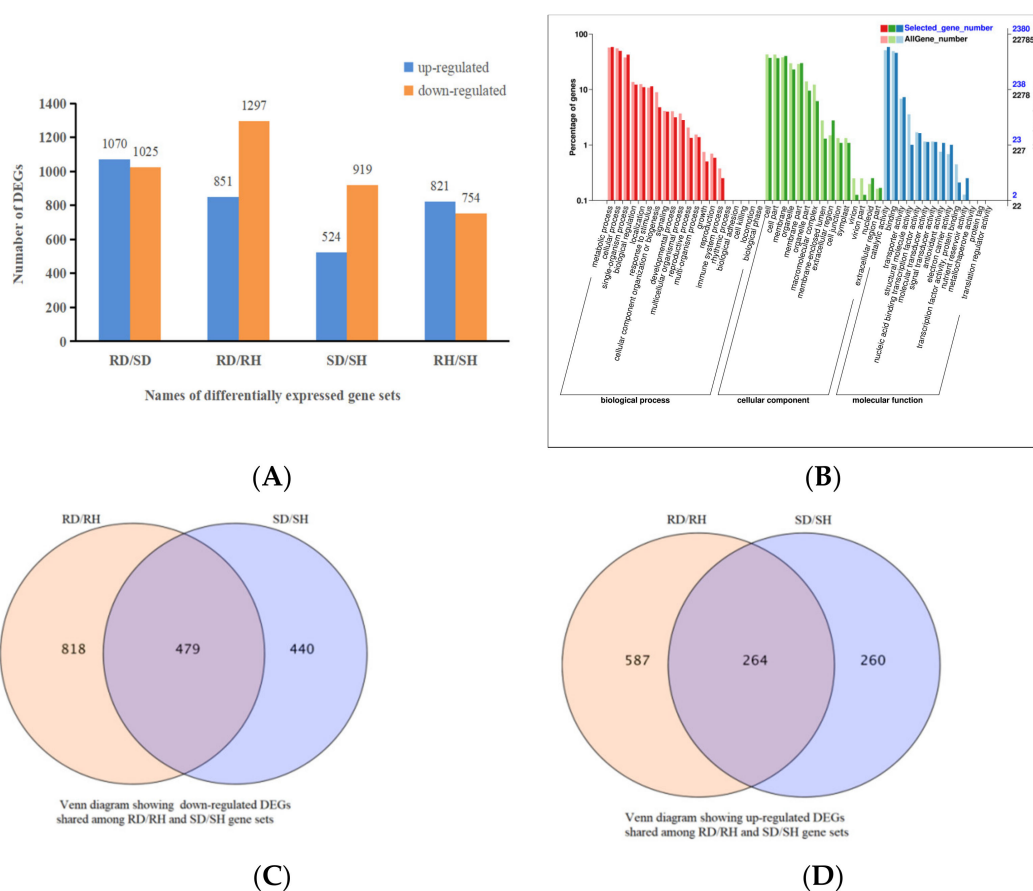 up-regulated
down-regulated
Nunmaber of DEGs
1400
1200
1000
800
600
400
200
0
1070
1025
851
1297
524
919
821
754
RD/SD
RD/RH
SD/SH
RH/SH
Names of differentially expressed gene sets
(A)
Selected_gene_number
AllGene_number
Percentage of genes
100
10
1
0.1
2380
22785
238
2278
23
227
2
22
metabolic process
cellular process
single-organism process
biological regulation
localization
response to stimulus
cellular component organization or biogenesis
signaling
developmental process
multicellular organismal process
reproductive process
multi-organism process
growth
reproduction
immune system process
rhythmic process
biological adhesion
cell killing
locomotion
biological phase
cell
cell part
membrane
organelle
membrane part
organelle part
macromolecular complex
membrane-enclosed lumen
extracellular region
cell junction
symplast
virion
virion part
nucleoid
extracellular region part
catalytic activity
binding
transporter activity
structural molecule activity
nucleic acid binding transcription factor activity
molecular transducer activity
signal transducer activity
antioxidant activity
electron carrier activity
transcription factor activity, protein binding
nutrient reservoir activity
metallochaperone activity
protein tag
translation regulator activity
biological process
cellular component
molecular function
(B)
RD/RH
SD/SH
818
479
440
Venn diagram showing down-regulated DEGs
shared among RD/RH and SD/SH gene sets
(C)
RD/RH
SD/SH
587
264
260
Venn diagram showing up-regulated DEGs
shared among RD/RH and SD/SH gene sets
(D)